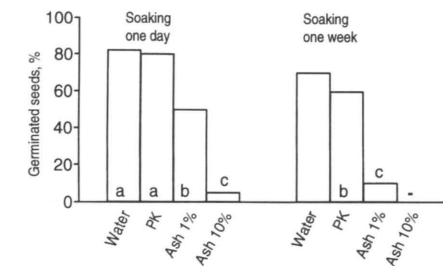 Germinated seeds, %
100
80
60
40
20
0
Soaking
one day
Soaking
one week
a
a
b
c
b
c
-
Water
PK
Ash 1%
Ash 10%
Water
PK
Ash 1%
Ash 10%